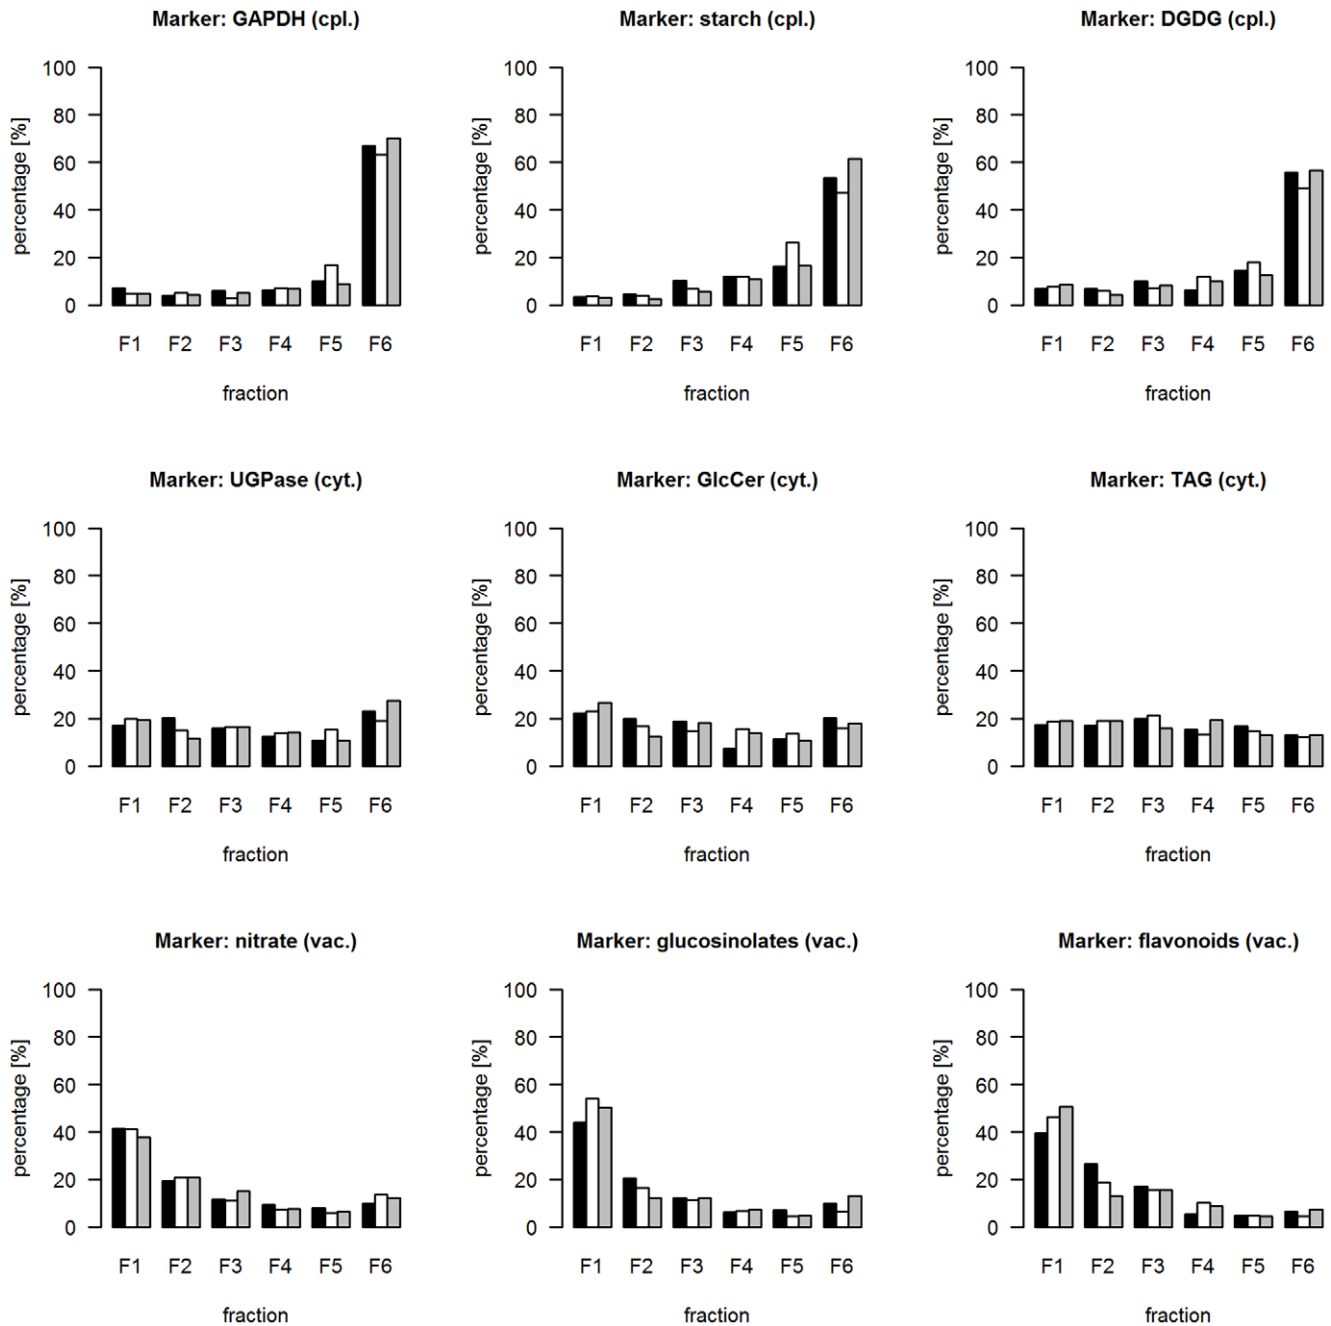 Marker: GAPDH (cpl.)
percentage [%]
100
80
60
40
20
0
F1 F2 F3 F4 F5 F6
fraction
Marker: starch (cpl.)
percentage [%]
100
80
60
40
20
0
F1 F2 F3 F4 F5 F6
fraction
Marker: DGDG (cpl.)
percentage [%]
100
80
60
40
20
0
F1 F2 F3 F4 F5 F6
fraction
Marker: UGPase (cyt.)
percentage [%]
100
80
60
40
20
0
F1 F2 F3 F4 F5 F6
fraction
Marker: GlcCer (cyt.)
percentage [%]
100
80
60
40
20
0
F1 F2 F3 F4 F5 F6
fraction
Marker: TAG (cyt.)
percentage [%]
100
80
60
40
20
0
F1 F2 F3 F4 F5 F6
fraction
Marker: nitrate (vac.)
percentage [%]
100
80
60
40
20
0
F1 F2 F3 F4 F5 F6
fraction
Marker: glucosinolates (vac.)
percentage [%]
100
80
60
40
20
0
F1 F2 F3 F4 F5 F6
fraction
Marker: flavonoids (vac.)
percentage [%]
100
80
60
40
20
0
F1 F2 F3 F4 F5 F6
fraction